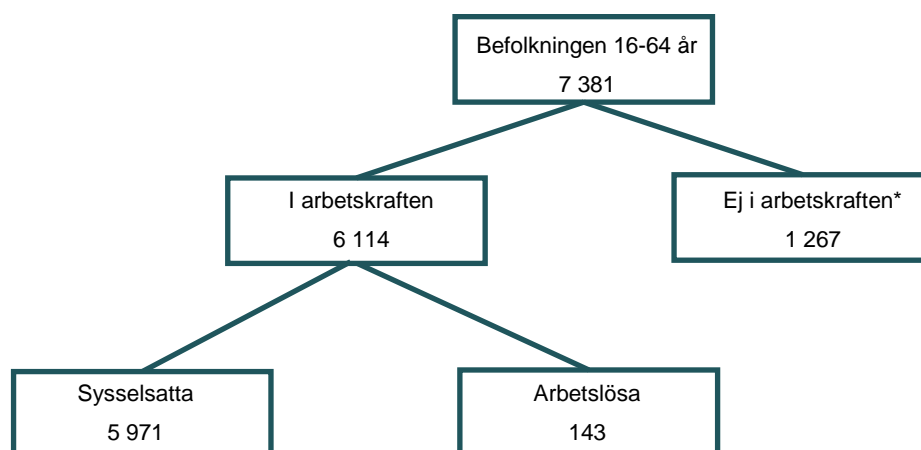 Befolkningen 16-64 år
7 381
I arbetskraften
6 114
Ej i arbetskraften*
1 267
Sysselsatta
5 971
Arbetslösa
143